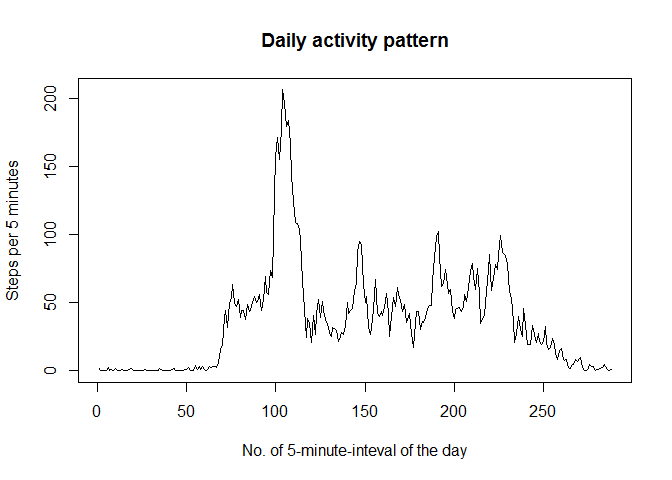 Daily activity pattern
Steps per 5 minutes
200
150
100
50
0
0 50 100 150 200 250
No. of 5-minute-inteval of the day